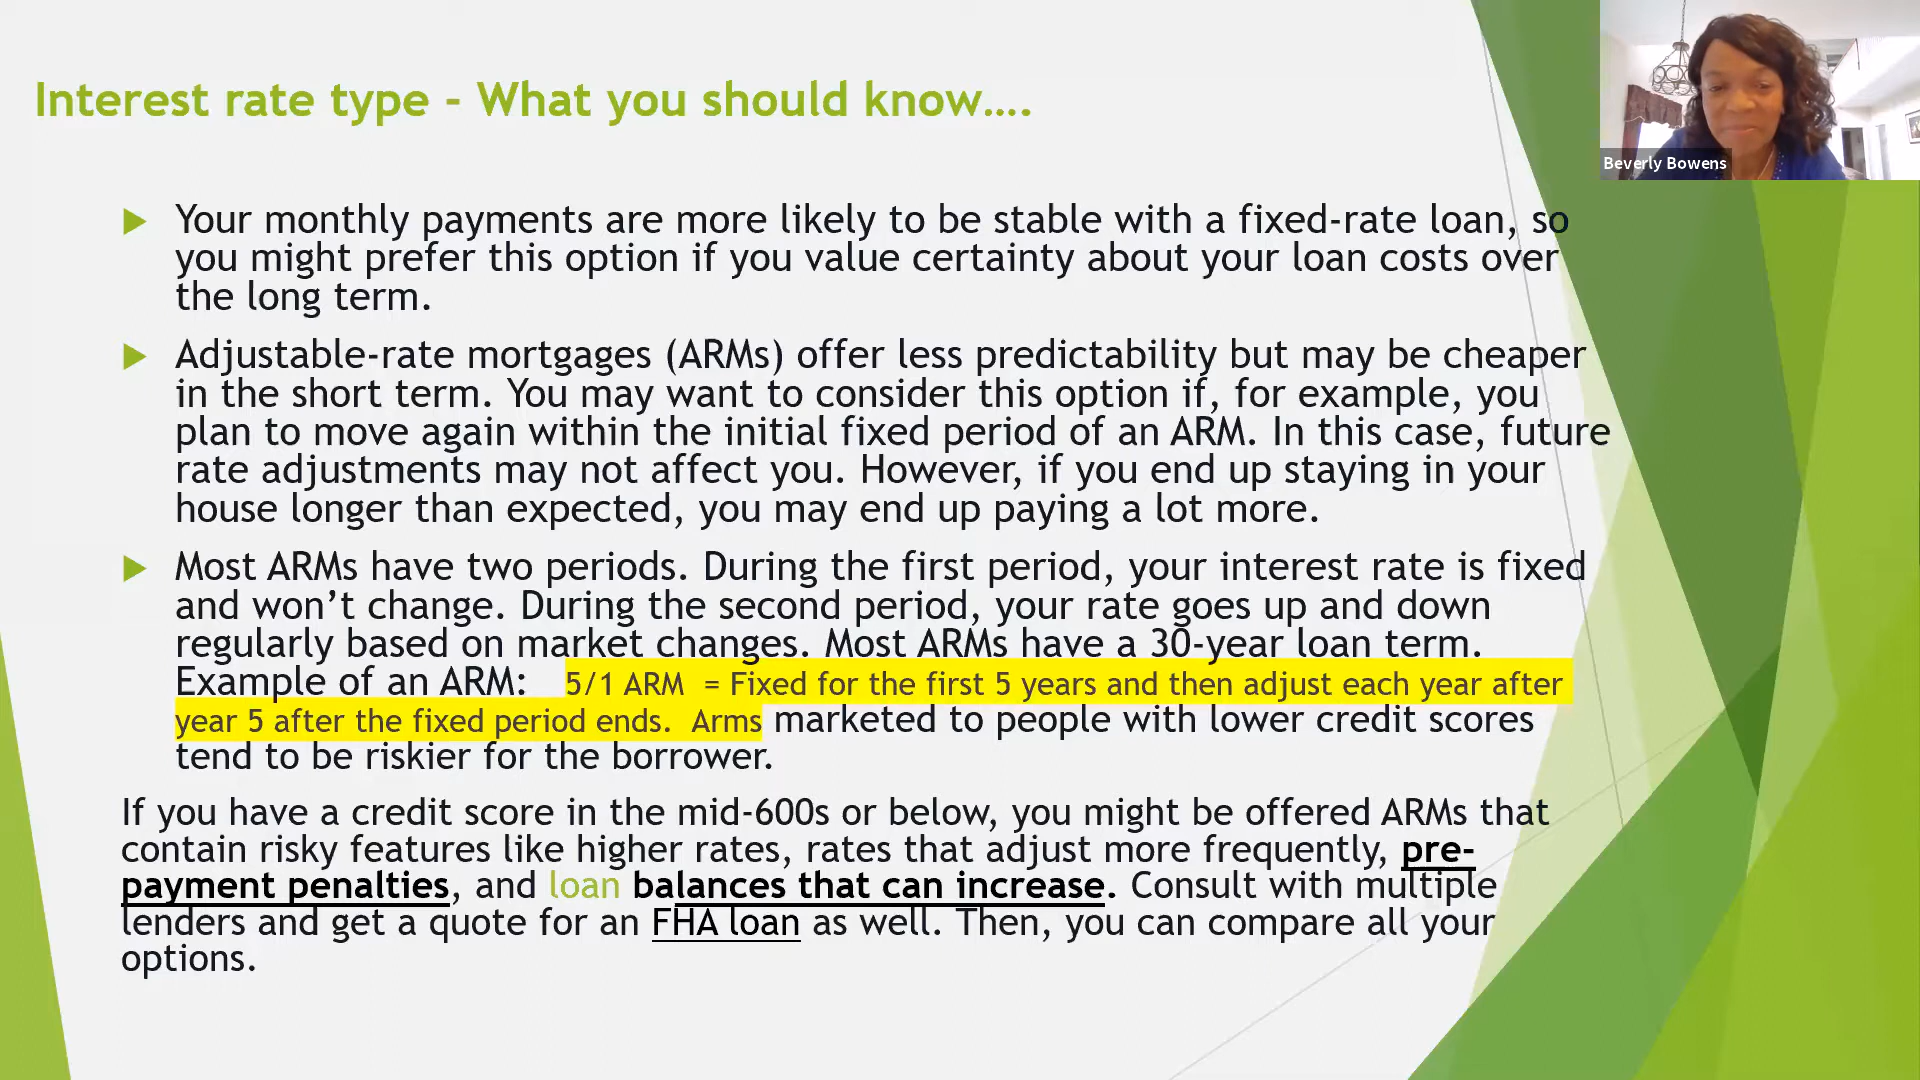 Interest rate type - What you should know….
Beverly Bowens
Your monthly payments are more likely to be stable with a fixed-rate loan, so
you might prefer this option if you value certainty about your loan costs over
the long term.
Adjustable-rate mortgages (ARMs) offer less predictability but may be cheaper
in the short term. You may want to consider this option if, for example, you
plan to move again within the initial fixed period of an ARM. In this case, future
rate adjustments may not affect you. However, if you end up staying in your
house longer than expected, you may end up paying a lot more.
Most ARMs have two periods. During the first period, your interest rate is fixed
and won’t change. During the second period, your rate goes up and down
regularly based on market changes. Most ARMs have a 30-year loan term.
Example of an ARM: 5/1 ARM = Fixed for the first 5 years and then adjust each year after
year 5 after the fixed period ends. Arms marketed to people with lower credit scores
tend to be riskier for the borrower.
If you have a credit score in the mid-600s or below, you might be offered ARMs that
contain risky features like higher rates, rates that adjust more frequently, pre-
payment penalties, and loan balances that can increase. Consult with multiple
lenders and get a quote for an FHA loan as well. Then, you can compare all your
options.